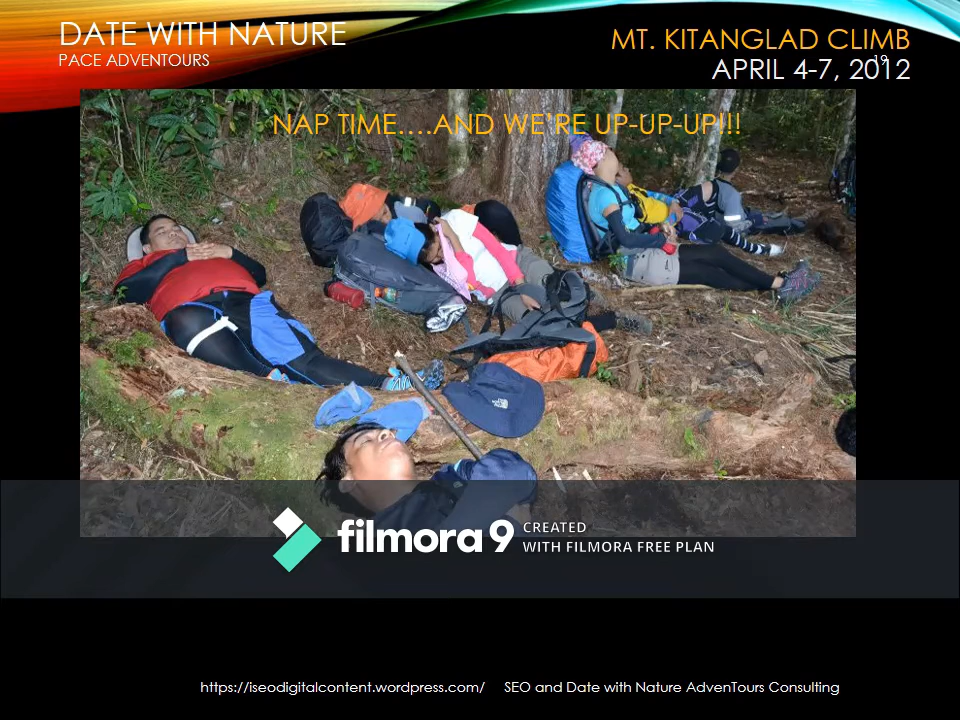 DATE WITH NATURE
PACE ADVENTOURS
MT. KITANGLAD CLIMB
19
APRIL 4-7, 2012
NAP TIME….AND WE'RE UP-UP-UP!!!
filmora 9
CREATED
WITH FILMORA FREE PLAN
https://iseodigitalcontent.wordpress.com/ SEO and Date with Nature AdvenTours Consulting